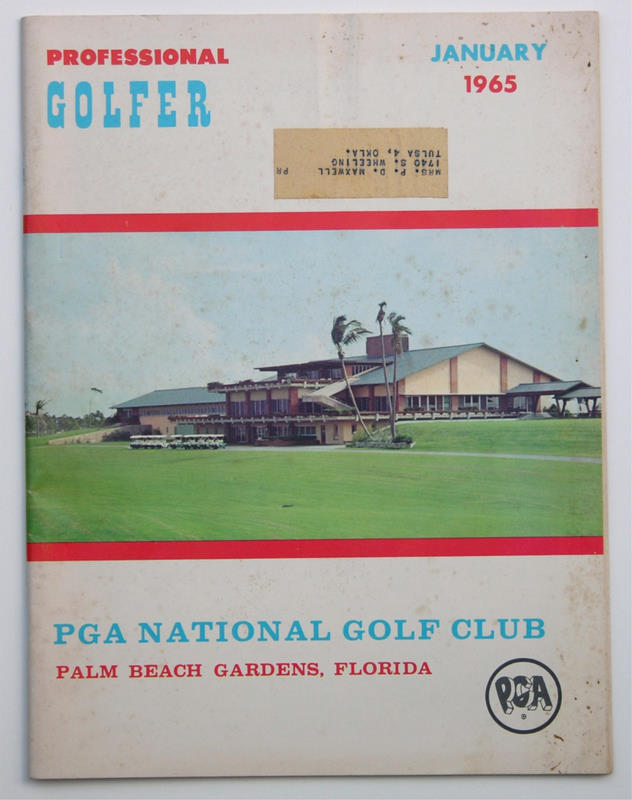 PROFESSIONAL
GOLFER
JANUARY
1965
MRS. P. D. MAXWELL PR
1740 S. WHEELING
TULSA 4, OKLA.
PGA NATIONAL GOLF CLUB
PALM BEACH GARDENS, FLORIDA
PGA
®